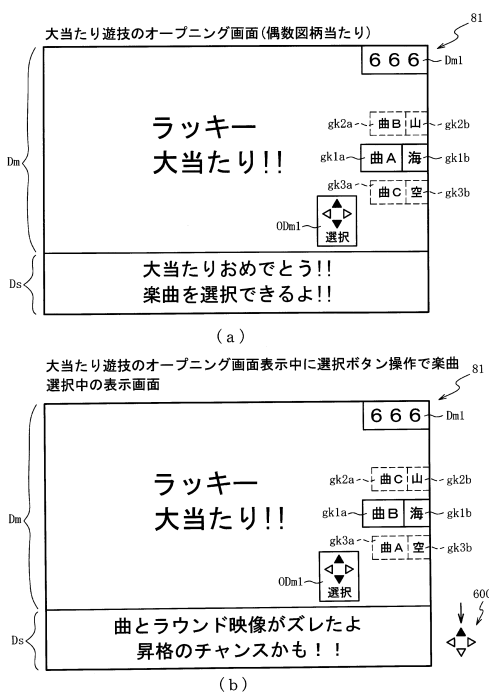 大当たり遊技のオープニング画面(偶数図柄当たり)
81
666
Dm1
ラッキー
大当たり!!
gk2a
曲B
山
gk2b
gk1a
曲A
海
gk1b
gk3a
曲C
空
gk3b
Dm
ODm1
選択
Ds
大当たりおめでとう!!
楽曲を選択できるよ!!
(a)
大当たり遊技のオープニング画面表示中に選択ボタン操作で楽曲
選択中の表示画面
81
666
Dm1
ラッキー
大当たり!!
gk2a
曲C
山
gk2b
gk1a
曲B
海
gk1b
gk3a
曲A
空
gk3b
Dm
ODm1
選択
Ds
曲とラウンド映像がズレたよ
昇格のチャンスかも!!
600
(b)